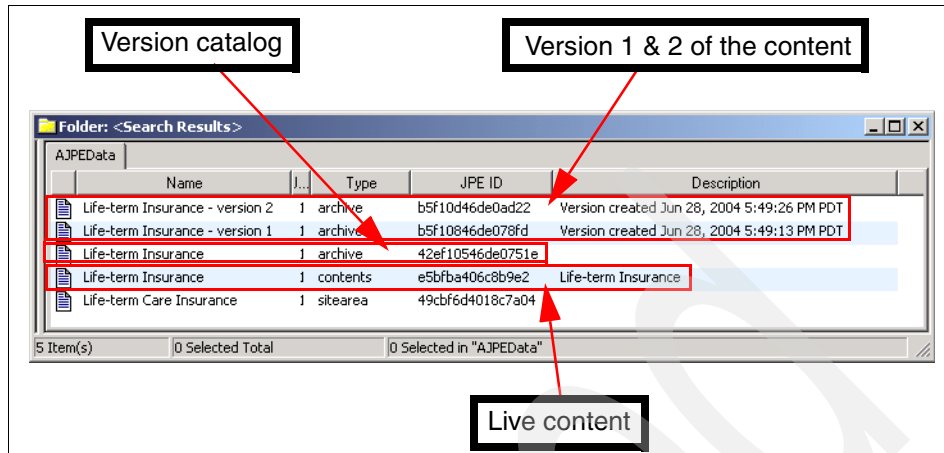 Version catalog
Version 1 & 2 of the content
Folder: <Search Results>
AJPEData
Name J... Type JPE ID Description
Life-term Insurance - version 2 1 archive b5f10d46de0ad22 Version created Jun 28, 2004 5:49:26 PM PDT
Life-term Insurance - version 1 1 archive b5f10846de078fd Version created Jun 28, 2004 5:49:13 PM PDT
Life-term Insurance 1 archive 42ef10546de0751e
Life-term Insurance 1 contents e5bfba406c8b9e2 Life-term Insurance
Life-term Care Insurance 1 sitearea 49cbf6d4018c7a04
5 Item(s) 0 Selected Total 0 Selected in "AJPEData"
Live content